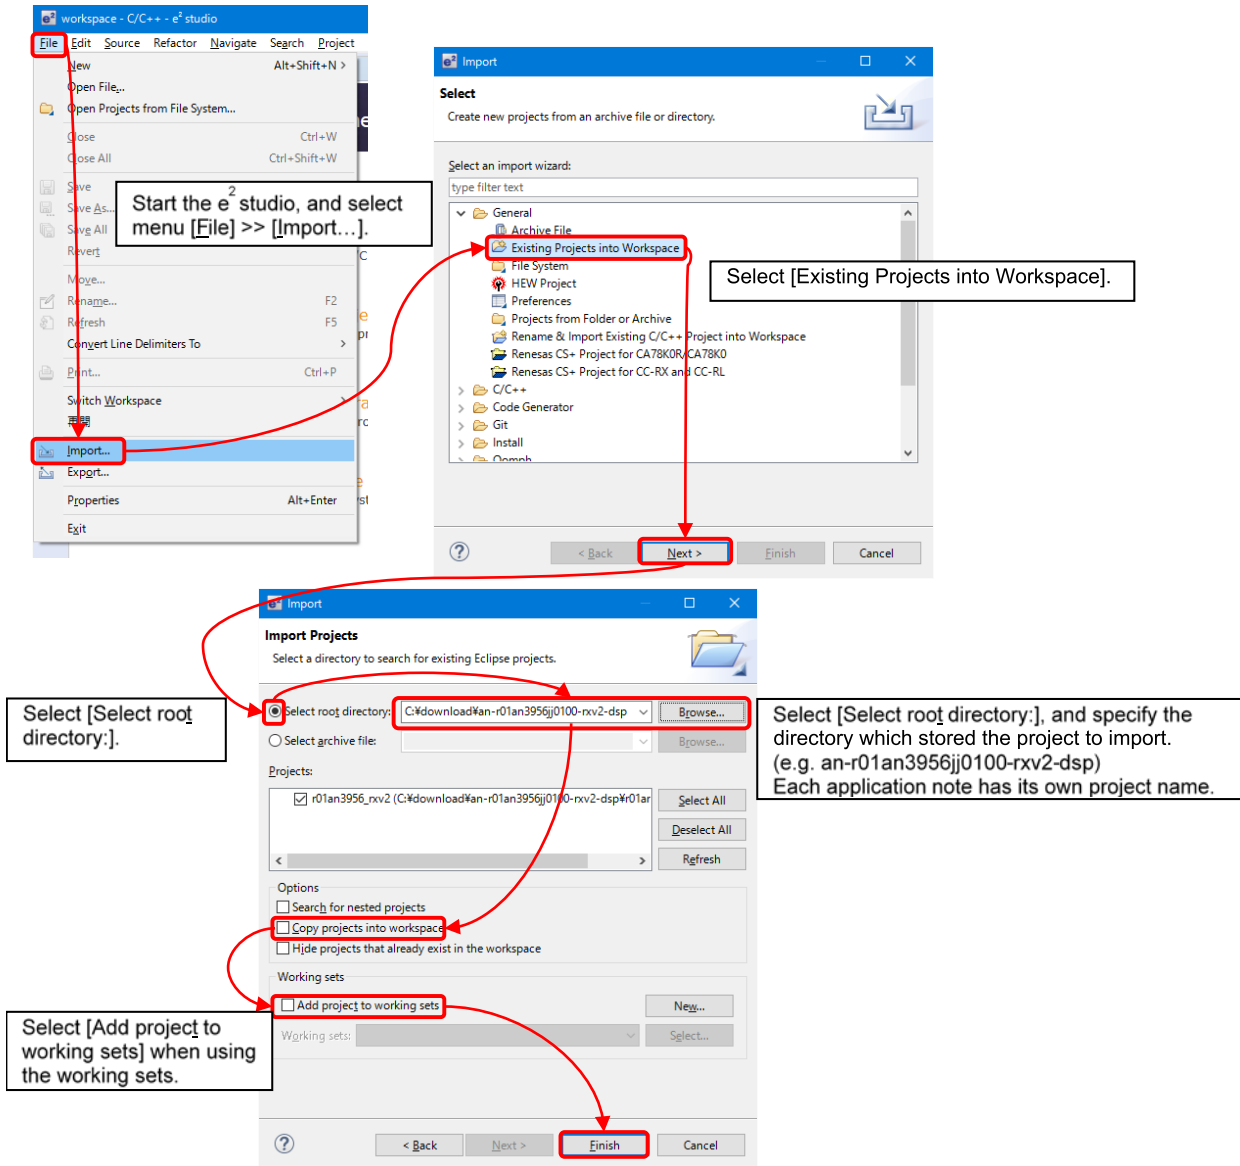 workspace - C/C++ - e² studio
File Edit Source Refactor Navigate Search Project
New Alt+Shift+N >
Open File...
Open Projects from File System...
Close Ctrl+W
Close All Ctrl+Shift+W
Save
Save As...
Save All
Revert
Move...
Rename... F2
Refresh F5
Convert Line Delimiters To >
Print... Ctrl+P
Switch Workspace >
再開
Import...
Export...
Properties Alt+Enter
Exit
Start the e² studio, and select
menu [File] >> [Import…].
e² Import
Select
Create new projects from an archive file or directory.
Select an import wizard:
type filter text
General
Archive File
Existing Projects into Workspace
File System
HEW Project
Preferences
Projects from Folder or Archive
Rename & Import Existing C/C++ Project into Workspace
Renesas CS+ Project for CA78K0R/CA78K0
Renesas CS+ Project for CC-RX and CC-RL
C/C++
Code Generator
Git
Install
Oomph
? < Back Next > Finish Cancel
Select [Existing Projects into Workspace].
e² Import
Import Projects
Select a directory to search for existing Eclipse projects.
Select root directory: C:¥download¥an-r01an3956jj0100-rxv2-dsp Browse...
Select archive file: Browse...
Projects:
r01an3956_rxv2 (C:¥download¥an-r01an3956jj0100-rxv2-dsp¥r01ar
Select All
Deselect All
Refresh
Options
Search for nested projects
Copy projects into workspace
Hide projects that already exist in the workspace
Working sets
Add project to working sets New...
Working sets: Select...
? < Back Next > Finish Cancel
Select [Select root
directory:].
Select [Select root directory:], and specify the
directory which stored the project to import.
(e.g. an-r01an3956jj0100-rxv2-dsp)
Each application note has its own project name.
Select [Add project to
working sets] when using
the working sets.